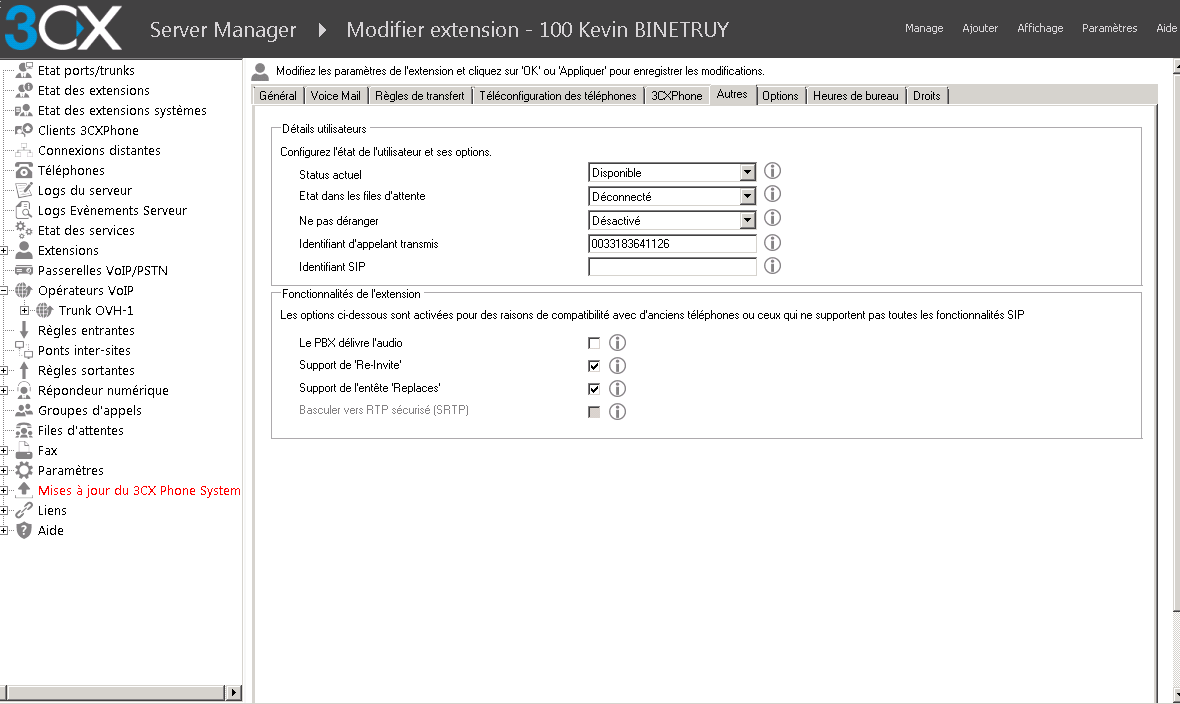 3CX Server Manager Modifier extension - 100 Kevin BINETRUY Manage Ajouter Affichage Paramètres Aide
Etat ports/trunks
Etat des extensions
Etat des extensions systèmes
Clients 3CXPhone
Connexions distantes
Téléphones
Logs du serveur
Logs Evènements Serveur
Etat des services
Extensions
Passerelles VoIP/PSTN
Opérateurs VoIP
Trunk OVH-1
Règles entrantes
Ponts inter-sites
Règles sortantes
Répondeur numérique
Groupes d'appels
Files d'attentes
Fax
Paramètres
Mises à jour du 3CX Phone System
Liens
Aide
Modifiez les paramètres de l'extension et cliquez sur 'OK' ou 'Appliquer' pour enregistrer les modifications.
Général Voice Mail Règles de transfert Téléconfiguration des téléphones 3CXPhone Autres Options Heures de bureau Droits
Détails utilisateurs
Configurez l'état de l'utilisateur et ses options.
Status actuel Disponible
Etat dans les files d'attente Déconnecté
Ne pas déranger Désactivé
Identifiant d'appelant transmis 0033183641126
Identifiant SIP
Fonctionnalités de l'extension
Les options ci-dessous sont activées pour des raisons de compatibilité avec d'anciens téléphones ou ceux qui ne supportent pas toutes les fonctionnalités SIP
Le PBX délivre l'audio
Support de 'Re-Invite'
Support de l'entête 'Replaces'
Basculer vers RTP sécurisé (SRTP)